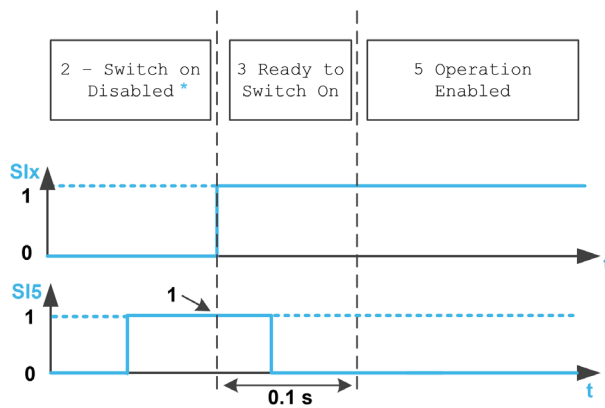 2 – Switch on
Disabled *
3 Ready to
Switch On
5 Operation
Enabled
SIx
1
0
t
SI5
1
1
0
0.1 s
t